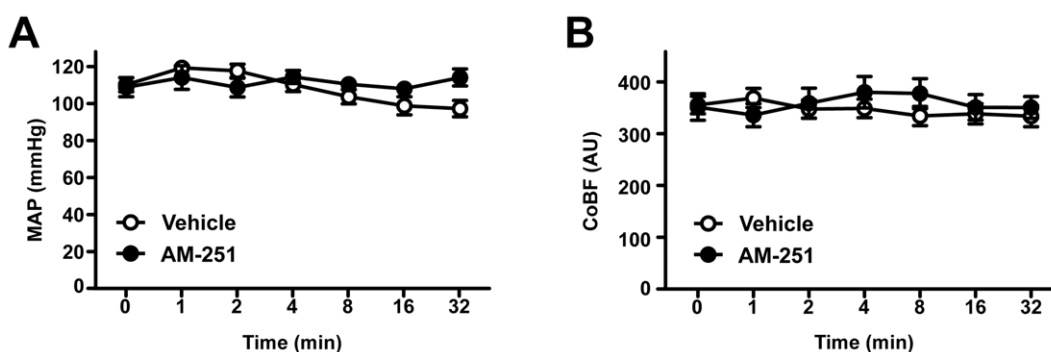 A
MAP (mmHg)
120
100
80
60
40
20
0
Vehicle
AM-251
0 1 2 4 8 16 32
Time (min)
B
CoBF (AU)
400
300
200
100
0
Vehicle
AM-251
0 1 2 4 8 16 32
Time (min)